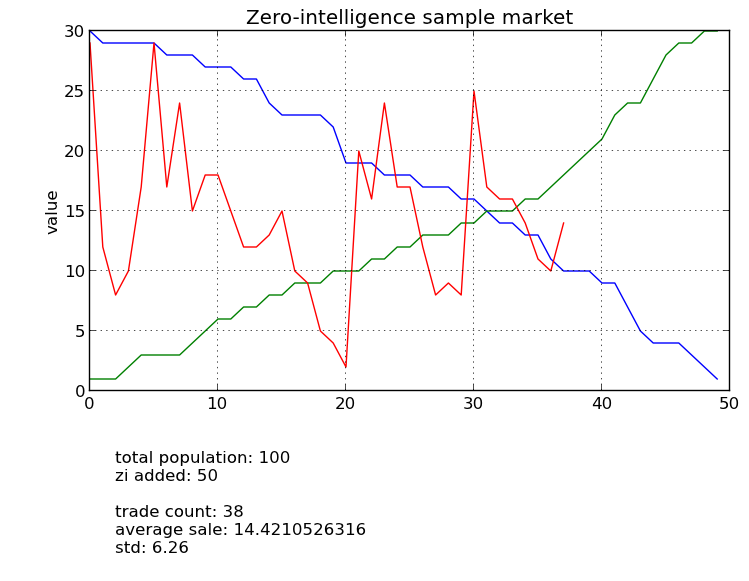 Zero-intelligence sample market
30
25
20
15
10
5
0
value
0 10 20 30 40 50
total population: 100
zi added: 50
trade count: 38
average sale: 14.4210526316
std: 6.26